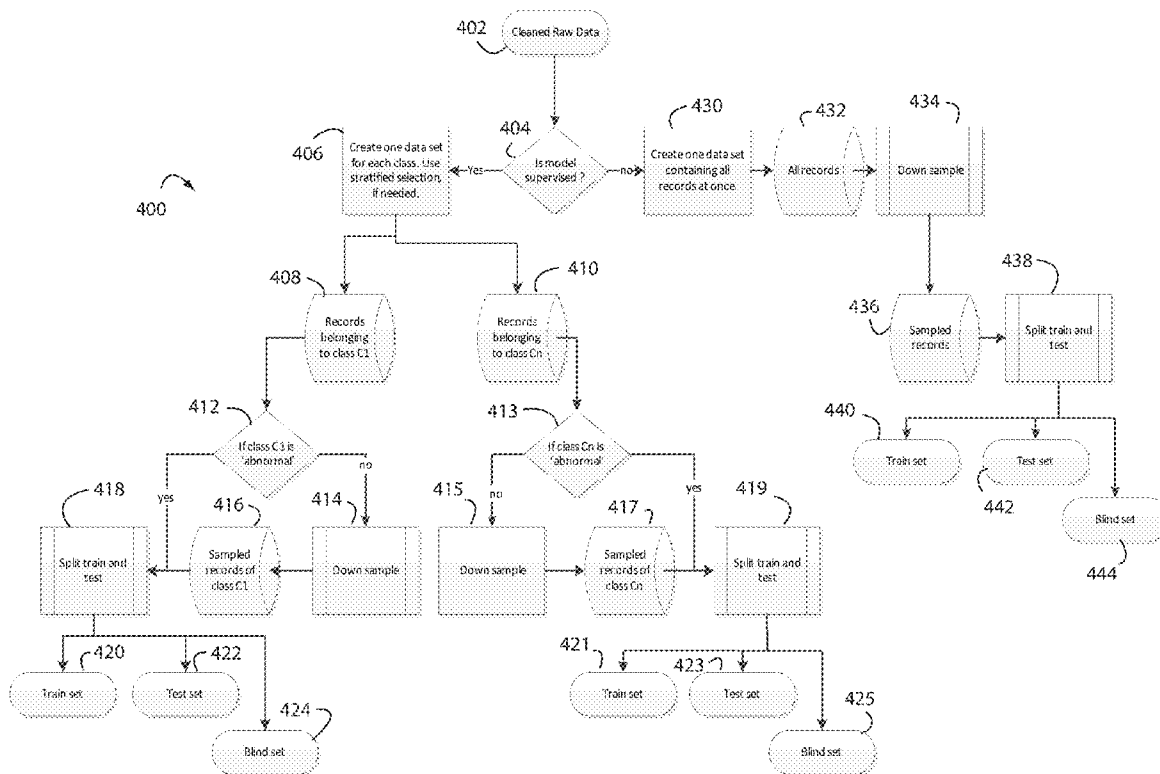 402
Cleaned Raw Data
404
Is model
supervised ?
Yes
no
406
Create one data set
for each class. Use
stratified selection,
if needed.
430
Create one data set
containing all
records at once.
432
All records
434
Down sample
400
408
Records
belonging
to class C1
410
Records
belonging
to class Cn
436
Sampled
records
438
Split train and
test
412
If class C1 is
'abnormal'
yes
no
413
If class Cn is
'abnormal'
no
yes
440
Train set
442
Test set
Blind set
444
418
Split train and
test
416
Sampled
records of
class C1
414
Down sample
415
Down sample
417
Sampled
records of
class Cn
419
Split train and
test
420
Train set
422
Test set
424
Blind set
421
Train set
423
Test set
425
Blind set